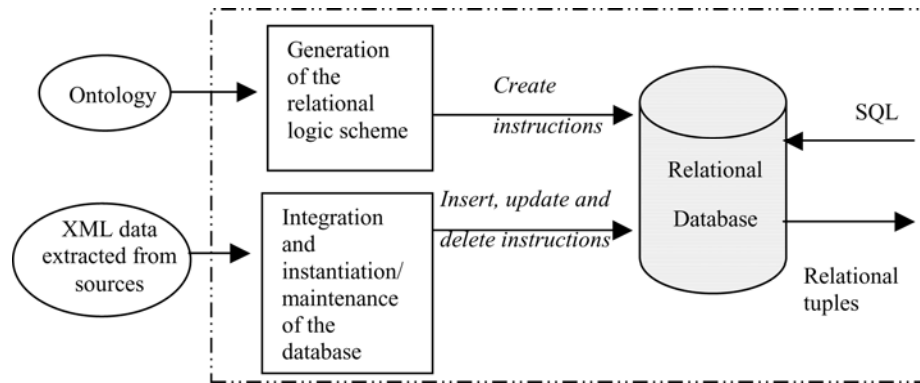 Ontology
Generation
of the
relational
logic scheme
Create
instructions
XML data
extracted from
sources
Integration
and
instantiation/
maintenance
of the
database
Insert, update and
delete instructions
Relational
Database
SQL
Relational
tuples